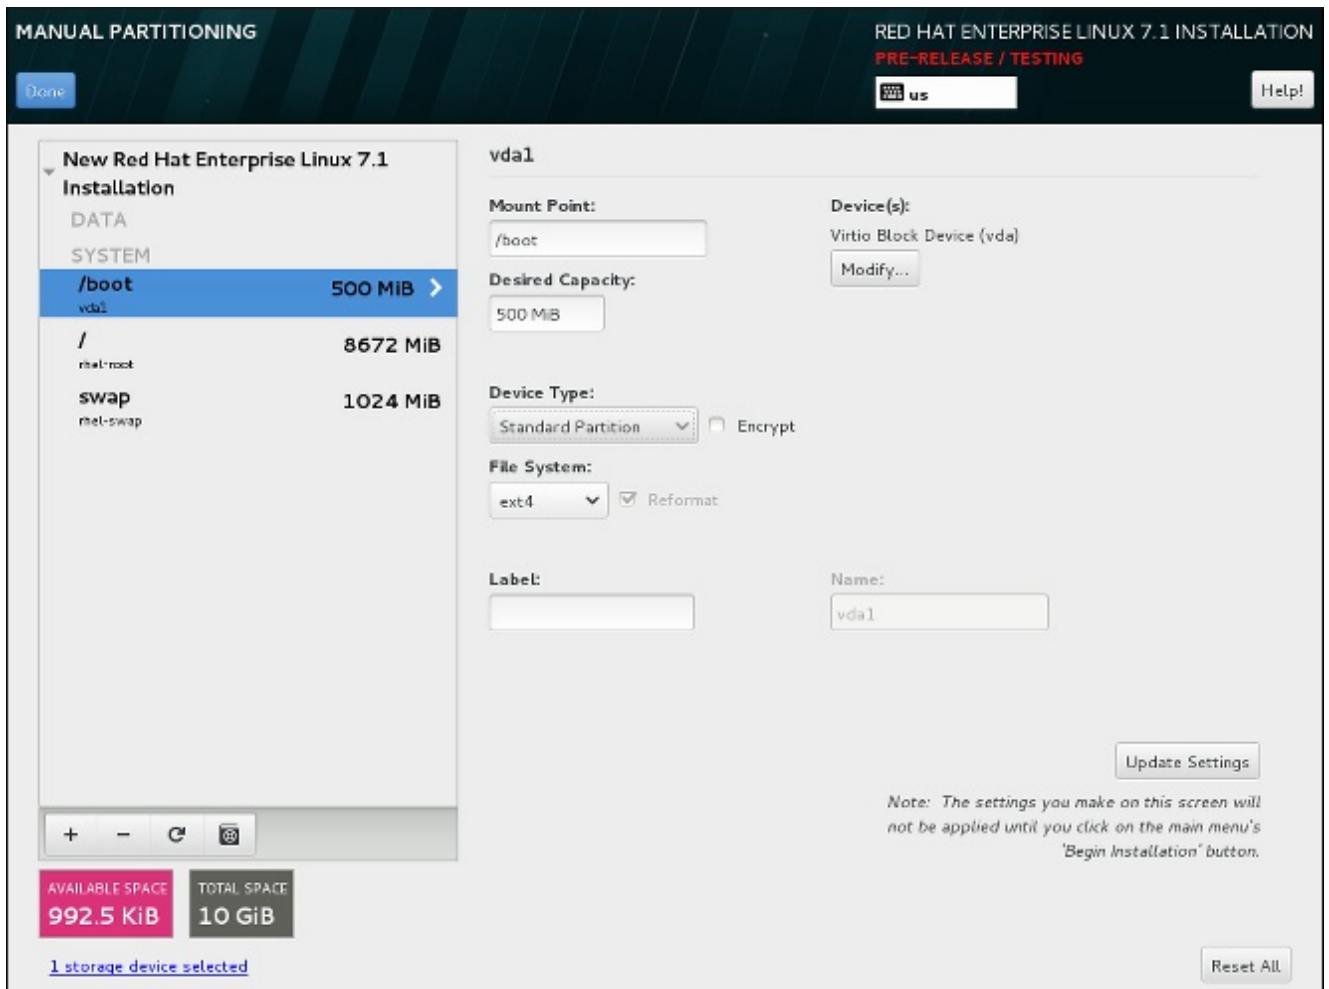 MANUAL PARTITIONING
RED HAT ENTERPRISE LINUX 7.1 INSTALLATION
PRE-RELEASE / TESTING
Done
us
Help!
New Red Hat Enterprise Linux 7.1
Installation
DATA
SYSTEM
/boot 500 MiB
vda1
/ 8672 MiB
rhel-root
swap 1024 MiB
rhel-swap
vda1
Mount Point:
/boot
Device(s):
Virtio Block Device (vda)
Modify...
Desired Capacity:
500 MiB
Device Type:
Standard Partition
Encrypt
File System:
ext4
Reformat
Label:
Name:
vda1
Update Settings
Note: The settings you make on this screen will
not be applied until you click on the main menu's
'Begin Installation' button.
+ −
AVAILABLE SPACE
992.5 KiB
TOTAL SPACE
10 GiB
1 storage device selected
Reset All